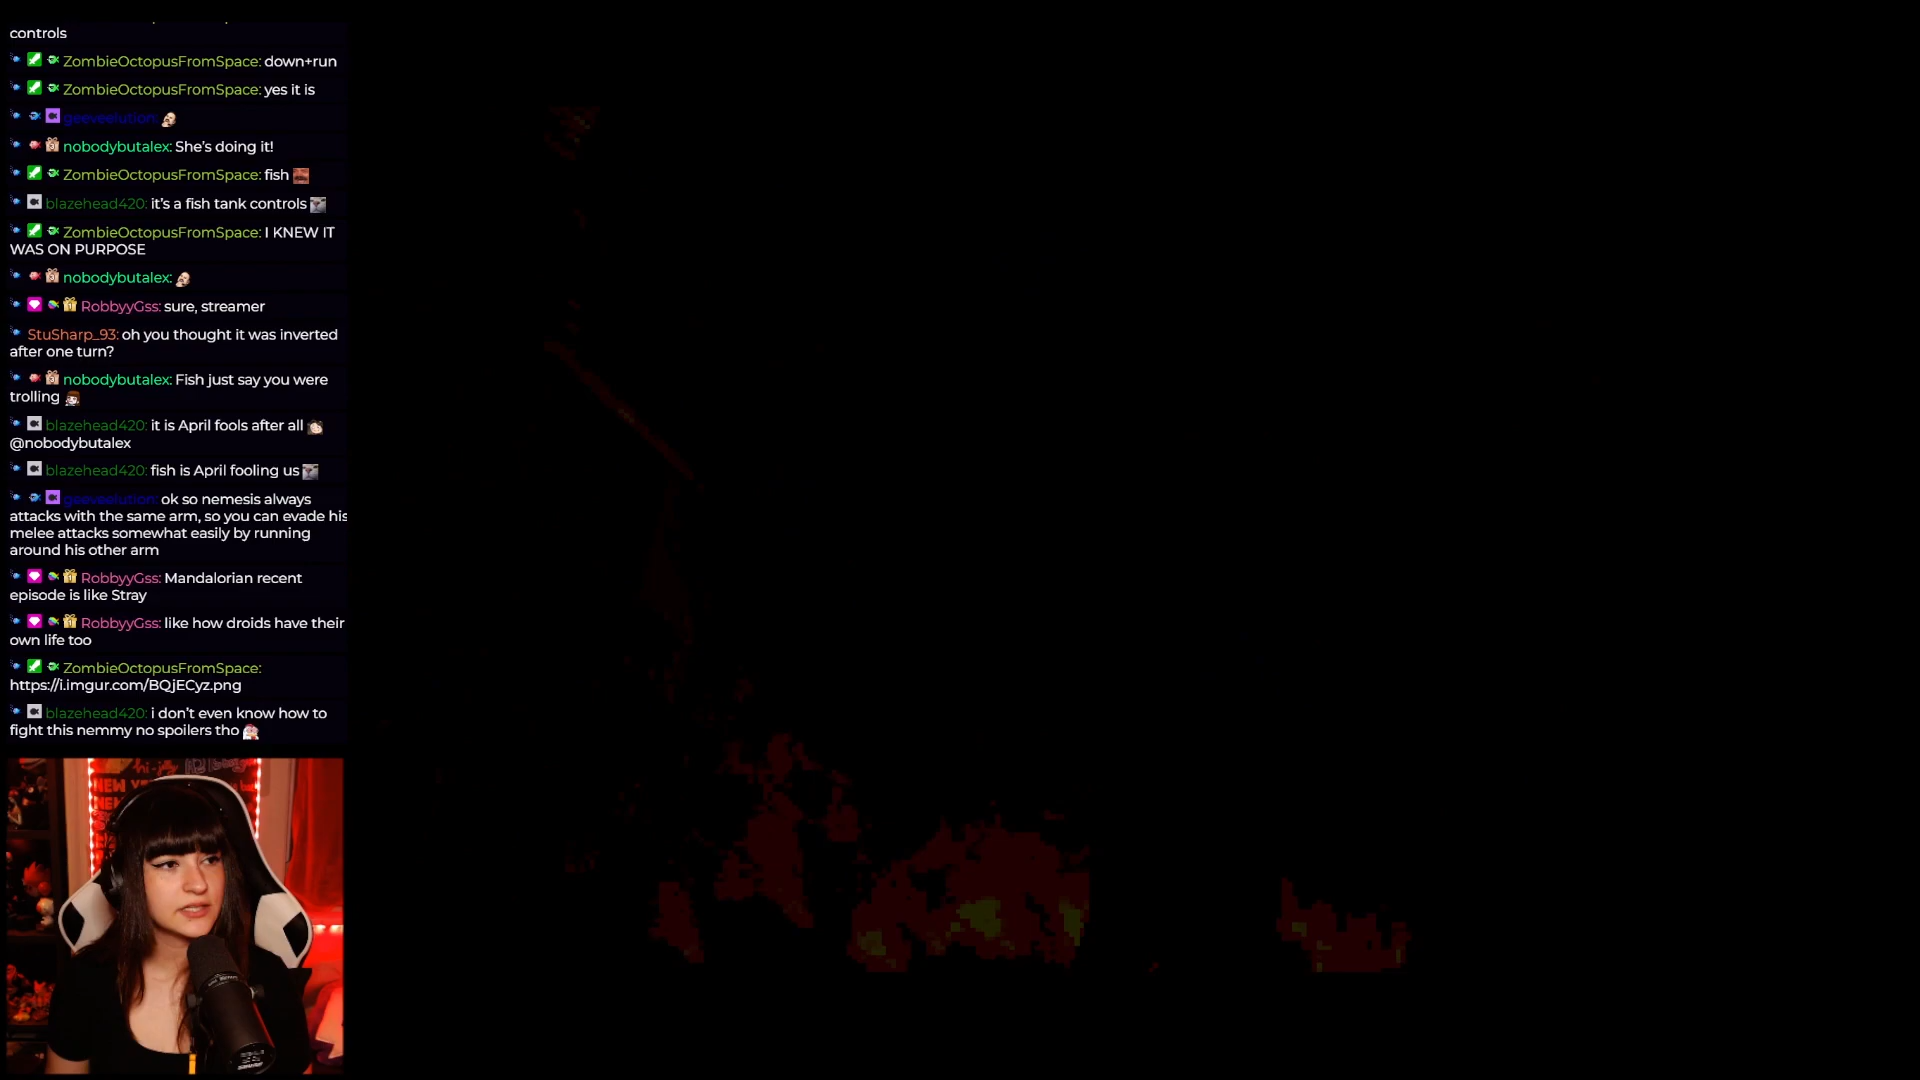 controls
ZombieOctopusFromSpace: down+run
ZombieOctopusFromSpace: yes it is
geeveelution:
nobodybutalex: She's doing it!
ZombieOctopusFromSpace: fish
blazehead420: it's a fish tank controls
ZombieOctopusFromSpace: I KNEW IT
WAS ON PURPOSE
nobodybutalex:
RobbyyGss: sure, streamer
StuSharp_93: oh you thought it was inverted
after one turn?
nobodybutalex: Fish just say you were
trolling
blazehead420: it is April fools after all
@nobodybutalex
blazehead420: fish is April fooling us
geeveelution: ok so nemesis always
attacks with the same arm, so you can evade his
melee attacks somewhat easily by running
around his other arm
RobbyyGss: Mandalorian recent
episode is like Stray
RobbyyGss: like how droids have their
own life too
ZombieOctopusFromSpace:
https://i.imgur.com/BQjECyz.png
blazehead420: i don't even know how to
fight this nemmy no spoilers tho